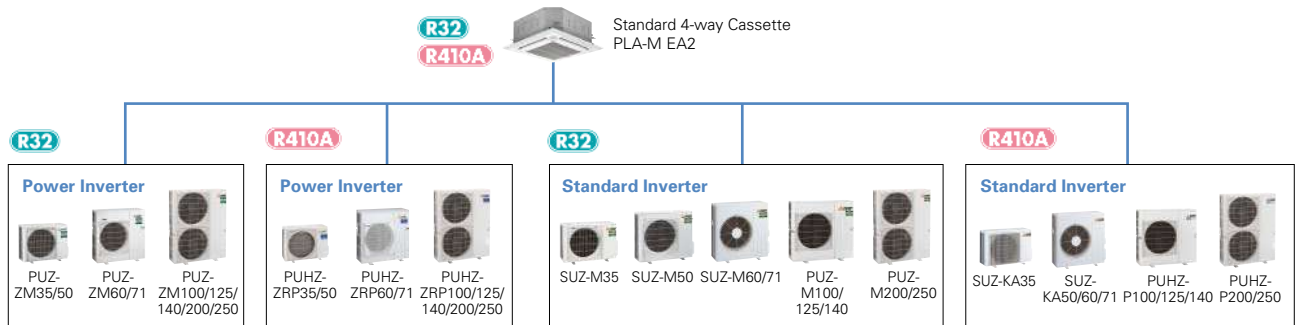 R32
R410A
Standard 4-way Cassette
PLA-M EA2
R32
R410A
R32
R410A
Power Inverter
PUZ-
ZM35/50
PUZ-
ZM60/71
PUZ-
ZM100/125/
140/200/250
Power Inverter
PUHZ-
ZRP35/50
PUHZ-
ZRP60/71
PUHZ-
ZRP100/125/
140/200/250
Standard Inverter
SUZ-M35
SUZ-M50
SUZ-M60/71
PUZ-
M100/
125/140
PUZ-
M200/250
Standard Inverter
SUZ-KA35
SUZ-
KA50/60/71
PUHZ-
P100/125/140
PUHZ-
P200/250